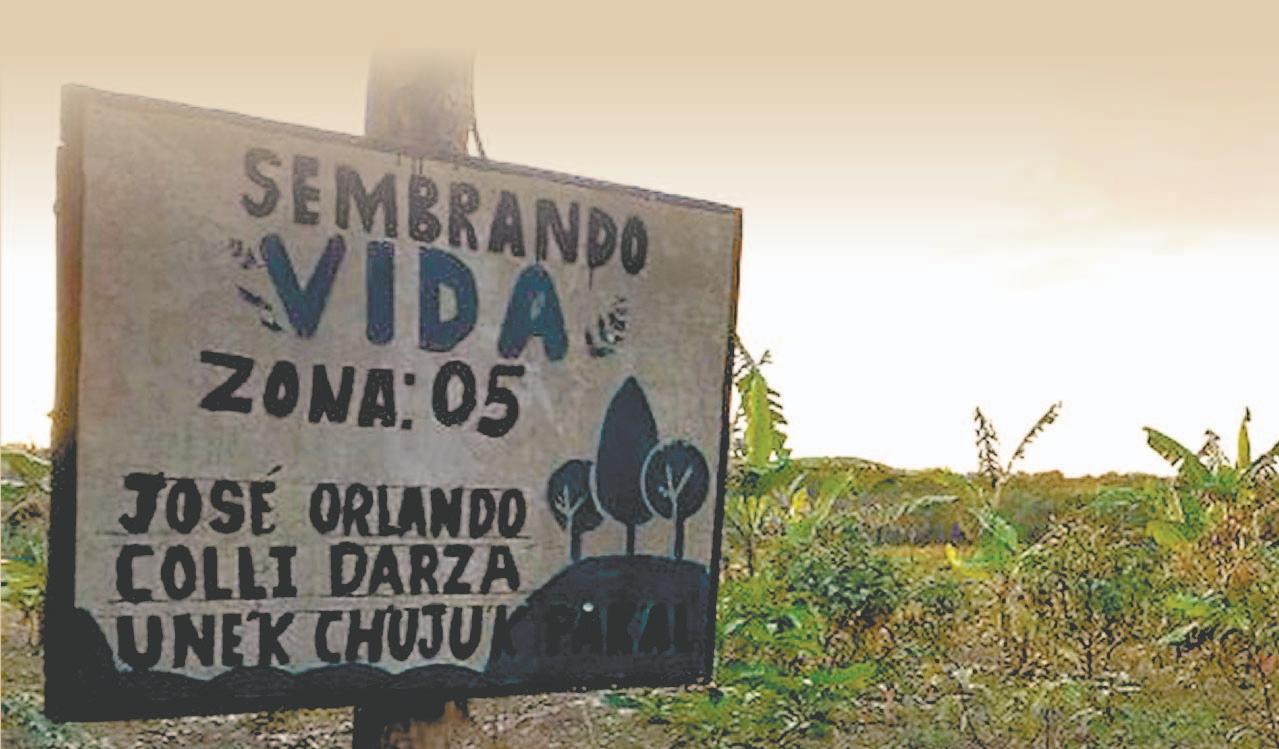 SEMBRANDO
VIDA
ZONA: 05
JOSÉ ORLANDO
COLLI DARZA
UNEK CHUJUK PAKAL